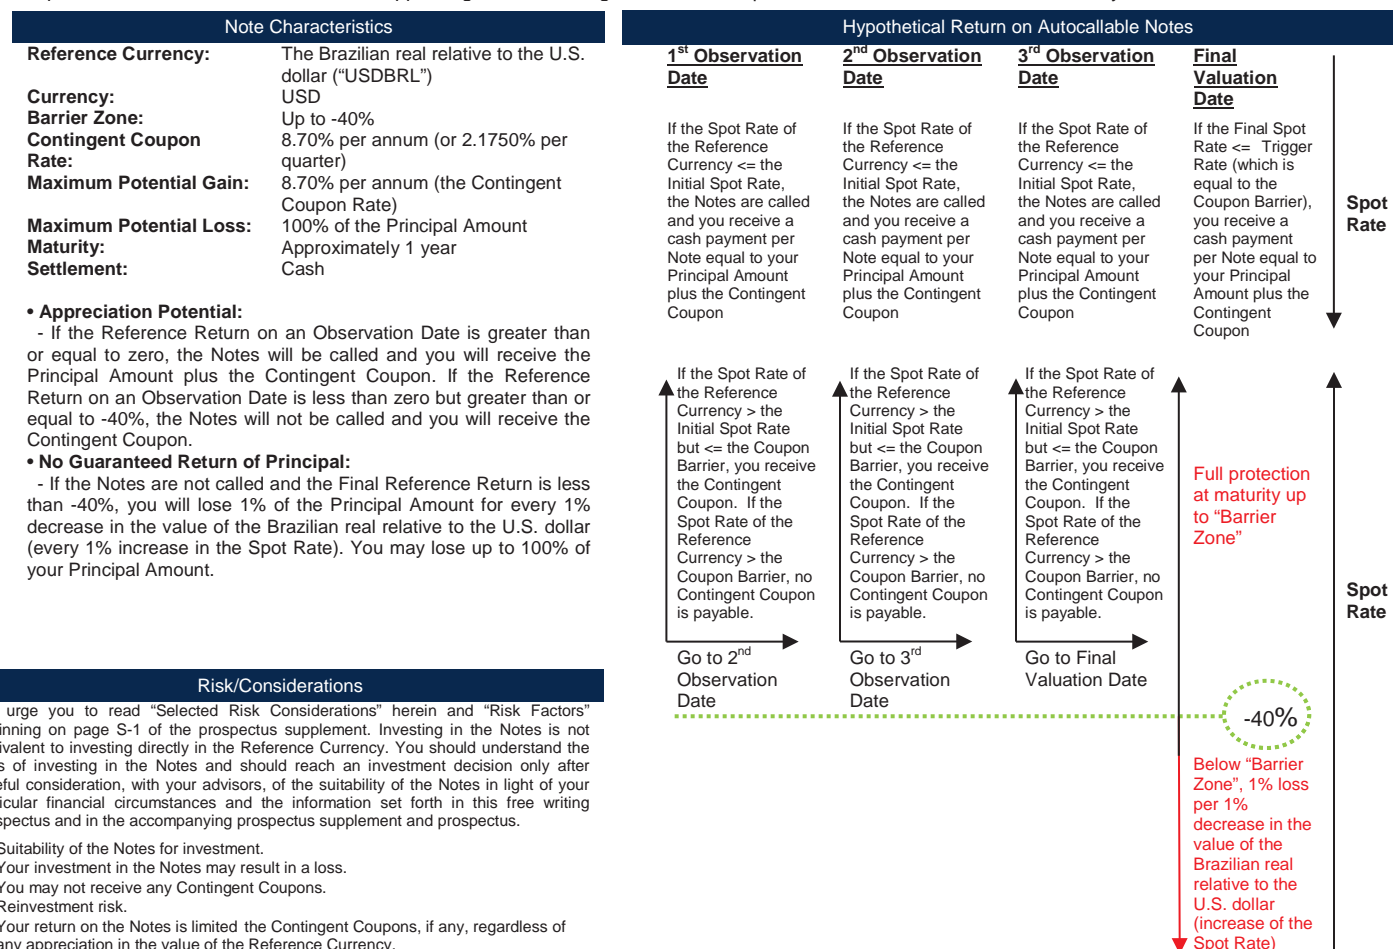 Note Characteristics
Reference Currency: The Brazilian real relative to the U.S.
dollar (“USDBRL”)
Currency: USD
Barrier Zone: Up to -40%
Contingent Coupon 8.70% per annum (or 2.1750% per
Rate: quarter)
Maximum Potential Gain: 8.70% per annum (the Contingent
Coupon Rate)
Maximum Potential Loss: 100% of the Principal Amount
Maturity: Approximately 1 year
Settlement: Cash
• Appreciation Potential:
- If the Reference Return on an Observation Date is greater than
or equal to zero, the Notes will be called and you will receive the
Principal Amount plus the Contingent Coupon. If the Reference
Return on an Observation Date is less than zero but greater than or
equal to -40%, the Notes will not be called and you will receive the
Contingent Coupon.
• No Guaranteed Return of Principal:
- If the Notes are not called and the Final Reference Return is less
than -40%, you will lose 1% of the Principal Amount for every 1%
decrease in the value of the Brazilian real relative to the U.S. dollar
(every 1% increase in the Spot Rate). You may lose up to 100% of
your Principal Amount.
Risk/Considerations
urge you to read “Selected Risk Considerations” herein and “Risk Factors”
inning on page S-1 of the prospectus supplement. Investing in the Notes is not
ivalent to investing directly in the Reference Currency. You should understand the
s of investing in the Notes and should reach an investment decision only after
eful consideration, with your advisors, of the suitability of the Notes in light of your
icular financial circumstances and the information set forth in this free writing
spectus and in the accompanying prospectus supplement and prospectus.
Suitability of the Notes for investment.
Your investment in the Notes may result in a loss.
You may not receive any Contingent Coupons.
Reinvestment risk.
Your return on the Notes is limited the Contingent Coupons, if any, regardless of
any appreciation in the value of the Reference Currency.
Hypothetical Return on Autocallable Notes
1st Observation
Date
If the Spot Rate of
the Reference
Currency <= the
Initial Spot Rate,
the Notes are called
and you receive a
cash payment per
Note equal to your
Principal Amount
plus the Contingent
Coupon
2nd Observation
Date
If the Spot Rate of
the Reference
Currency <= the
Initial Spot Rate,
the Notes are called
and you receive a
cash payment per
Note equal to your
Principal Amount
plus the Contingent
Coupon
3rd Observation
Date
If the Spot Rate of
the Reference
Currency <= the
Initial Spot Rate,
the Notes are called
and you receive a
cash payment per
Note equal to your
Principal Amount
plus the Contingent
Coupon
Final
Valuation
Date
If the Final Spot
Rate <= Trigger
Rate (which is
equal to the
Coupon Barrier),
you receive a
cash payment
per Note equal to
your Principal
Amount plus the
Contingent
Coupon
Spot
Rate
If the Spot Rate of
the Reference
Currency > the
Initial Spot Rate
but <= the Coupon
Barrier, you receive
the Contingent
Coupon. If the
Spot Rate of the
Reference
Currency > the
Coupon Barrier, no
Contingent Coupon
is payable.
Go to 2nd
Observation
Date
If the Spot Rate of
the Reference
Currency > the
Initial Spot Rate
but <= the Coupon
Barrier, you receive
the Contingent
Coupon. If the
Spot Rate of the
Reference
Currency > the
Coupon Barrier, no
Contingent Coupon
is payable.
Go to 3rd
Observation
Date
If the Spot Rate of
the Reference
Currency > the
Initial Spot Rate
but <= the Coupon
Barrier, you receive
the Contingent
Coupon. If the
Spot Rate of the
Reference
Currency > the
Coupon Barrier, no
Contingent Coupon
is payable.
Go to Final
Valuation Date
Full protection
at maturity up
to “Barrier
Zone”
Spot
Rate
-40%
Below “Barrier
Zone”, 1% loss
per 1%
decrease in the
value of the
Brazilian real
relative to the
U.S. dollar
(increase of the
Spot Rate)